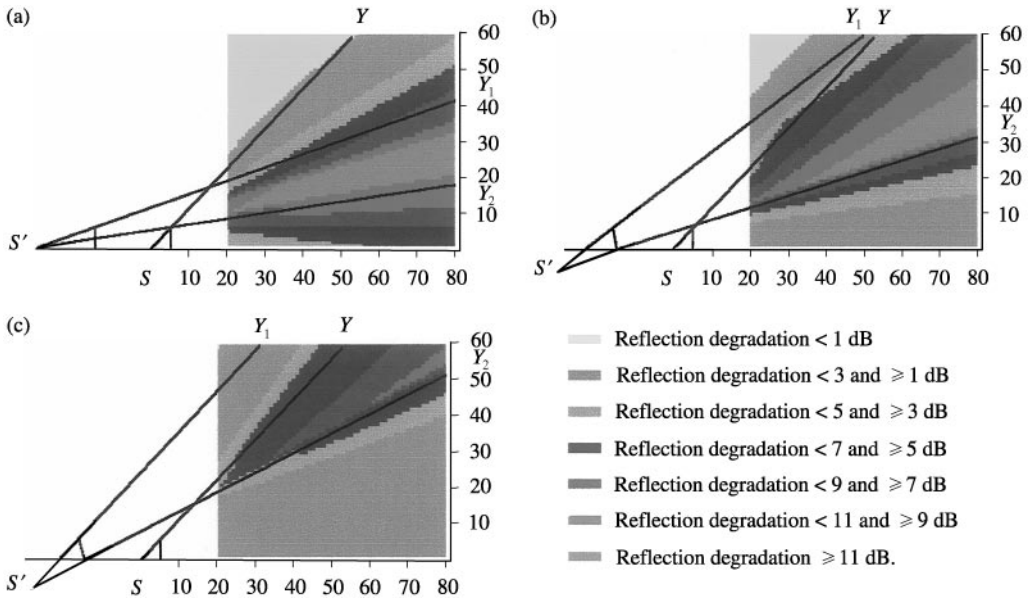 (a)
Y
60
50
Y₁
40
30
20
Y₂
10
S′
S
10
20
30
40
50
60
70
80
(b)
Y₁
Y
60
50
40
Y₂
30
20
10
S′
S
10
20
30
40
50
60
70
80
(c)
Y₁
Y
60
Y₂
50
40
30
20
10
S′
S
10
20
30
40
50
60
70
80
Reflection degradation < 1 dB
Reflection degradation < 3 and ⩾ 1 dB
Reflection degradation < 5 and ⩾ 3 dB
Reflection degradation < 7 and ⩾ 5 dB
Reflection degradation < 9 and ⩾ 7 dB
Reflection degradation < 11 and ⩾ 9 dB
Reflection degradation ⩾ 11 dB.